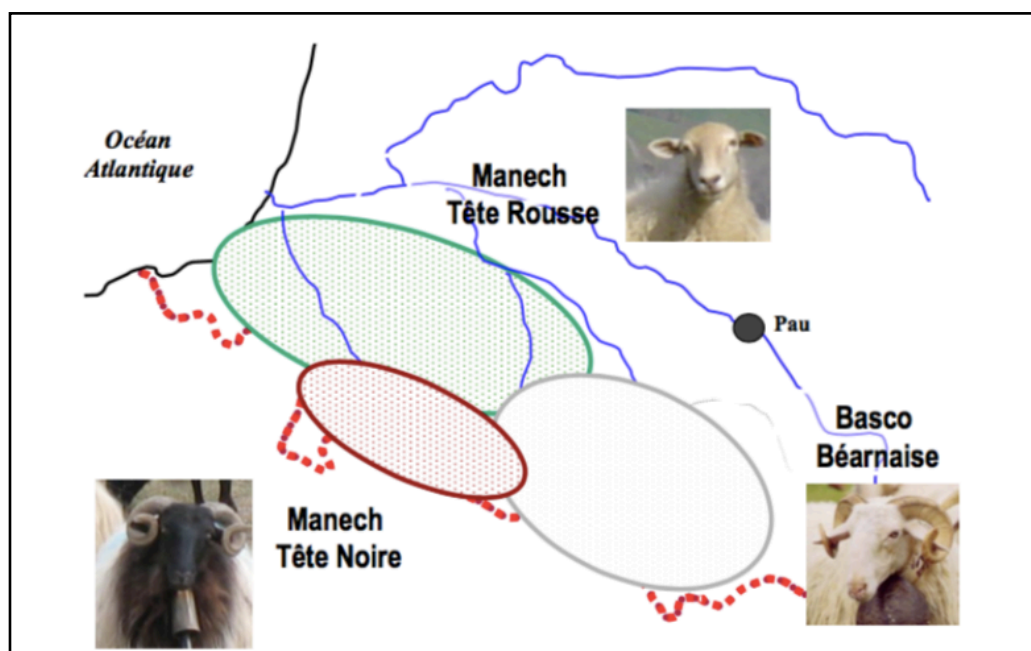 Océan
Atlantique
Manech
Tête Rousse
Pau
Basco
Béarnaise
Manech
Tête Noire